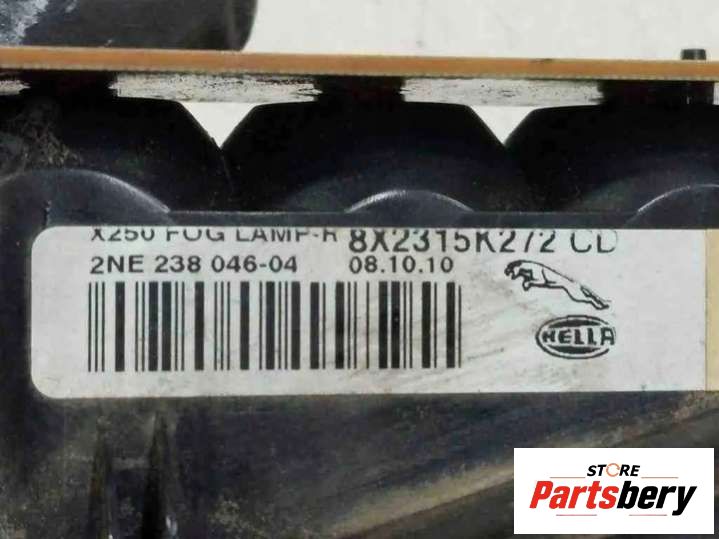 X250 FOG LAMP-R 8X2315K272 CD
2NE 238 046-04 08.10.10
HELLA
STORE
Partsbery